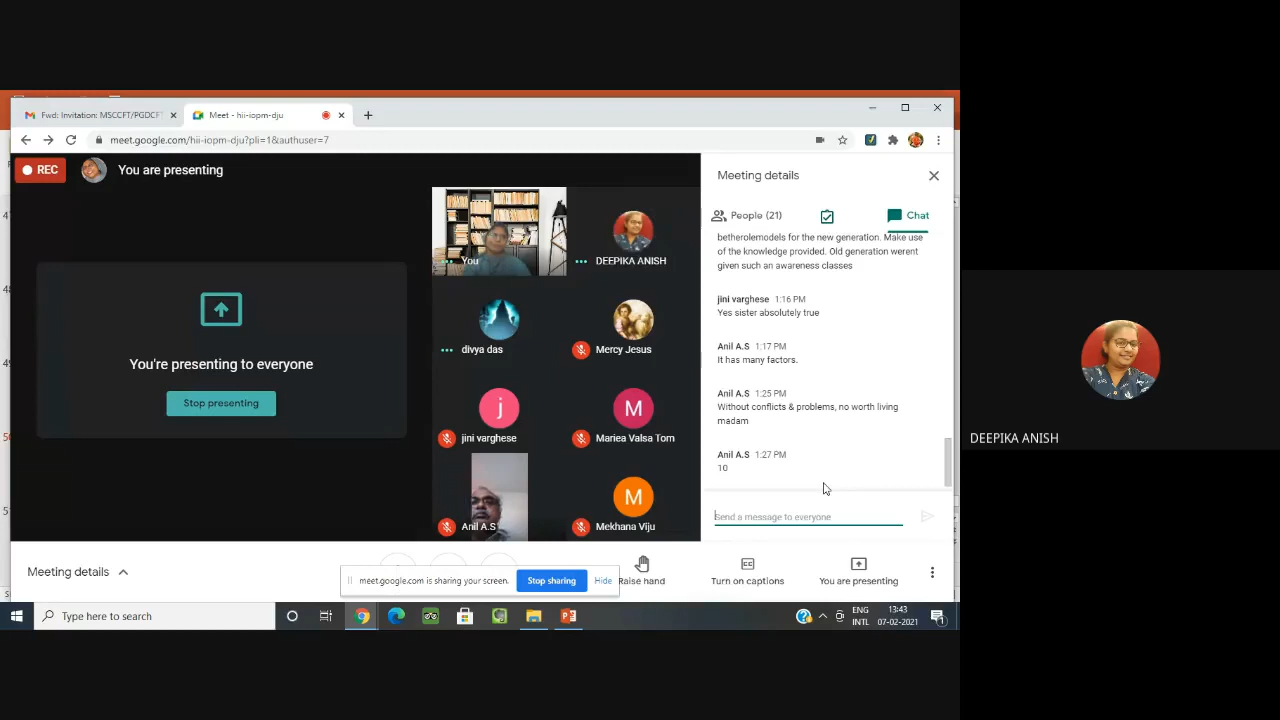 Fwd: Invitation: MSCCFT/PGDCFT
Meet - hii-iopm-dju
meet.google.com/hii-iopm-dju?pli=1&authuser=7
REC
You are presenting
You're presenting to everyone
Stop presenting
You
DEEPIKA ANISH
divya das
Mercy Jesus
jini varghese
Mariea Valsa Tom
Anil A.S
Mekhana Viju
Meeting details
People (21)
Chat
betherolemodels for the new generation. Make use
of the knowledge provided. Old generation werent
given such an awareness classes
jini varghese 1:16 PM
Yes sister absolutely true
Anil A.S 1:17 PM
It has many factors.
Anil A.S 1:25 PM
Without conflicts & problems, no worth living
madam
Anil A.S 1:27 PM
10
Send a message to everyone
Meeting details
meet.google.com is sharing your screen.
Stop sharing
Hide
Raise hand
Turn on captions
You are presenting
Type here to search
ENG
INTL
13:43
07-02-2021
DEEPIKA ANISH